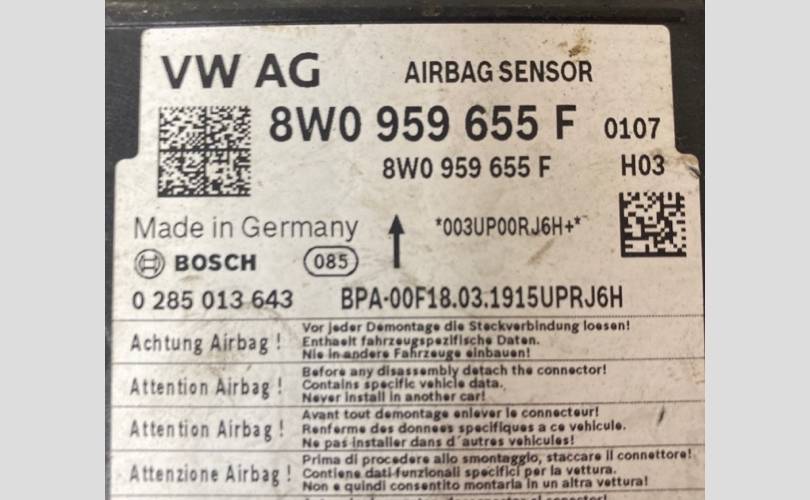 VW AG
AIRBAG SENSOR
8W0 959 655 F 0107
8W0 959 655 F H03
Made in Germany
*003UP00RJ6H+*
BOSCH 085
0 285 013 643 BPA-00F18.03.1915UPRJ6H
Achtung Airbag !
Vor jeder Demontage die Steckverbindung loesen!
Enthaelt fahrzeugspezifische Daten.
Nie in andere Fahrzeuge einbauen!
Attention Airbag !
Before any disassembly detach the connector!
Contains specific vehicle data.
Never install in another car!
Attention Airbag !
Avant tout demontage enlever le connecteur!
Renferme des donnees specifiques a ce vehicule.
Ne pas installer dans d'autres vehicules!
Attenzione Airbag !
Prima di procedere allo smontaggio, staccare il connettore!
Contiene dati funzionali specifici per la vettura.
Non e quindi consentito montarla in un altra vettura!